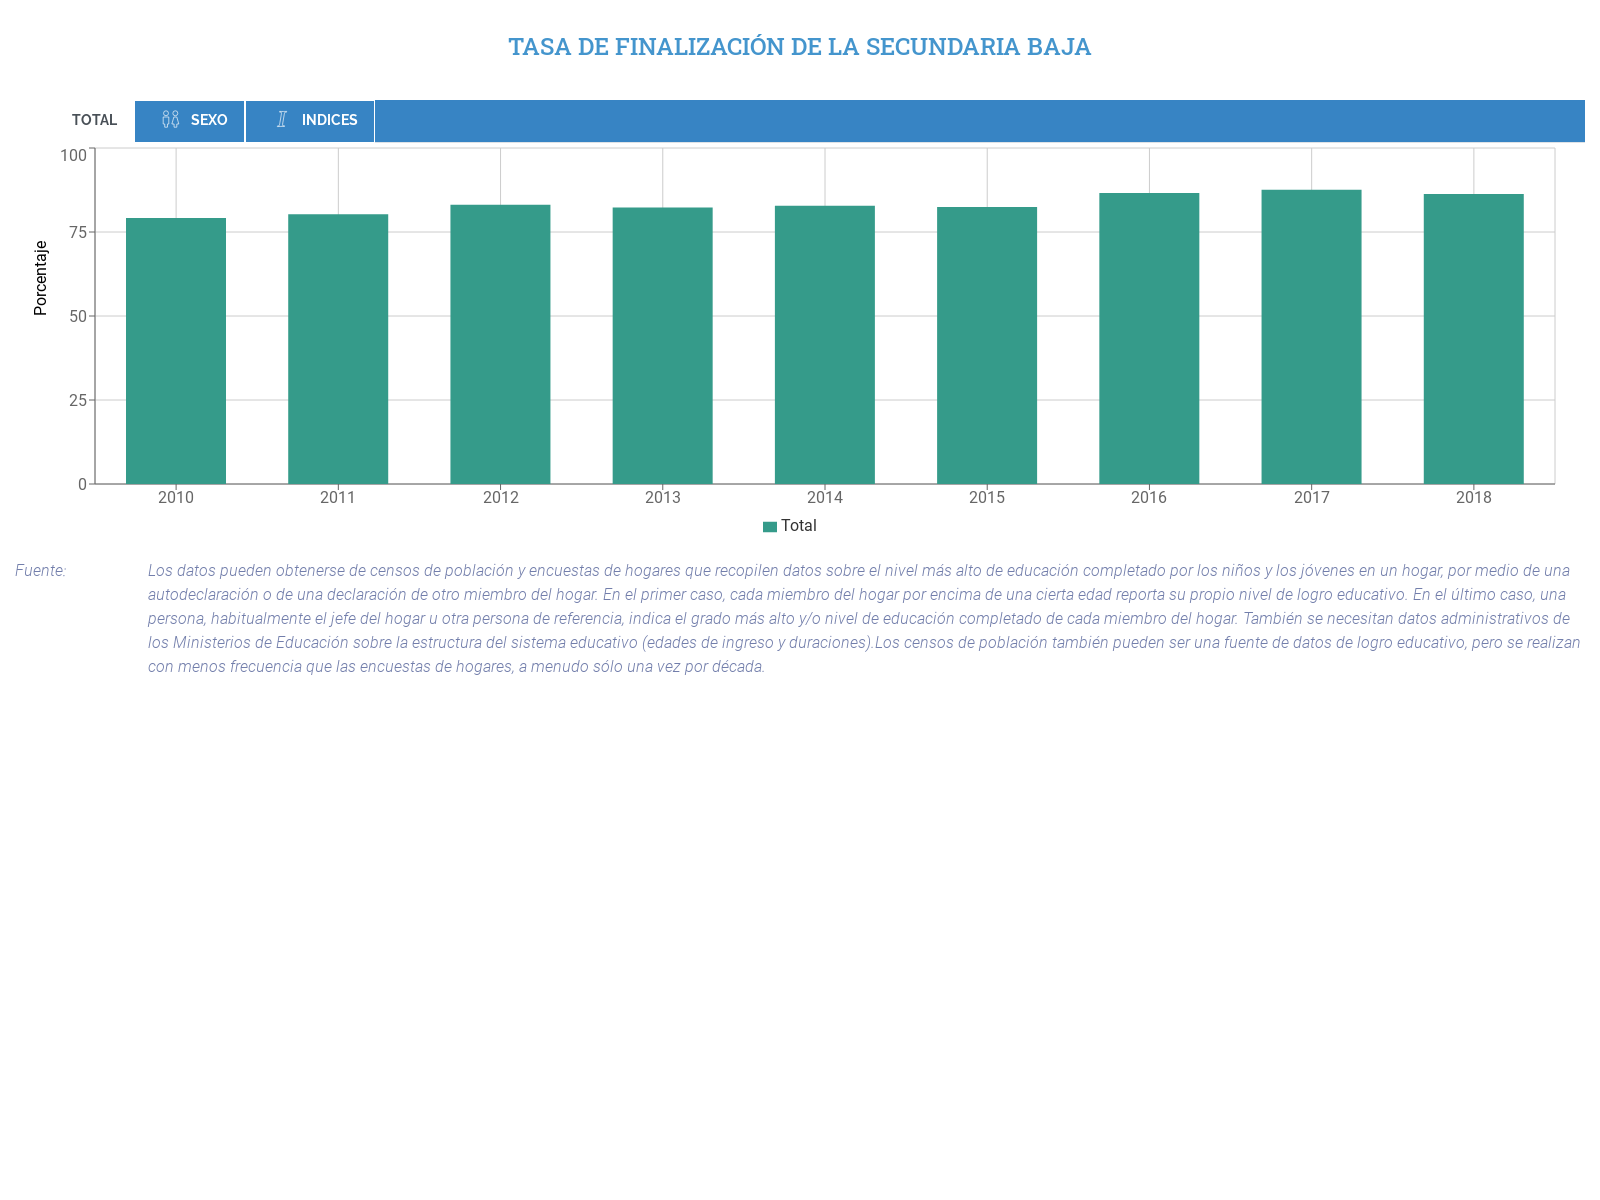 TASA DE FINALIZACIÓN DE LA SECUNDARIA BAJA
TOTAL SEXO INDICES
100
75
50
25
0
Porcentaje
2010 2011 2012 2013 2014 2015 2016 2017 2018
Total
Fuente: Los datos pueden obtenerse de censos de población y encuestas de hogares que recopilen datos sobre el nivel más alto de educación completado por los niños y los jóvenes en un hogar, por medio de una
autodeclaración o de una declaración de otro miembro del hogar. En el primer caso, cada miembro del hogar por encima de una cierta edad reporta su propio nivel de logro educativo. En el último caso, una
persona, habitualmente el jefe del hogar u otra persona de referencia, indica el grado más alto y/o nivel de educación completado de cada miembro del hogar. También se necesitan datos administrativos de
los Ministerios de Educación sobre la estructura del sistema educativo (edades de ingreso y duraciones).Los censos de población también pueden ser una fuente de datos de logro educativo, pero se realizan
con menos frecuencia que las encuestas de hogares, a menudo sólo una vez por década.